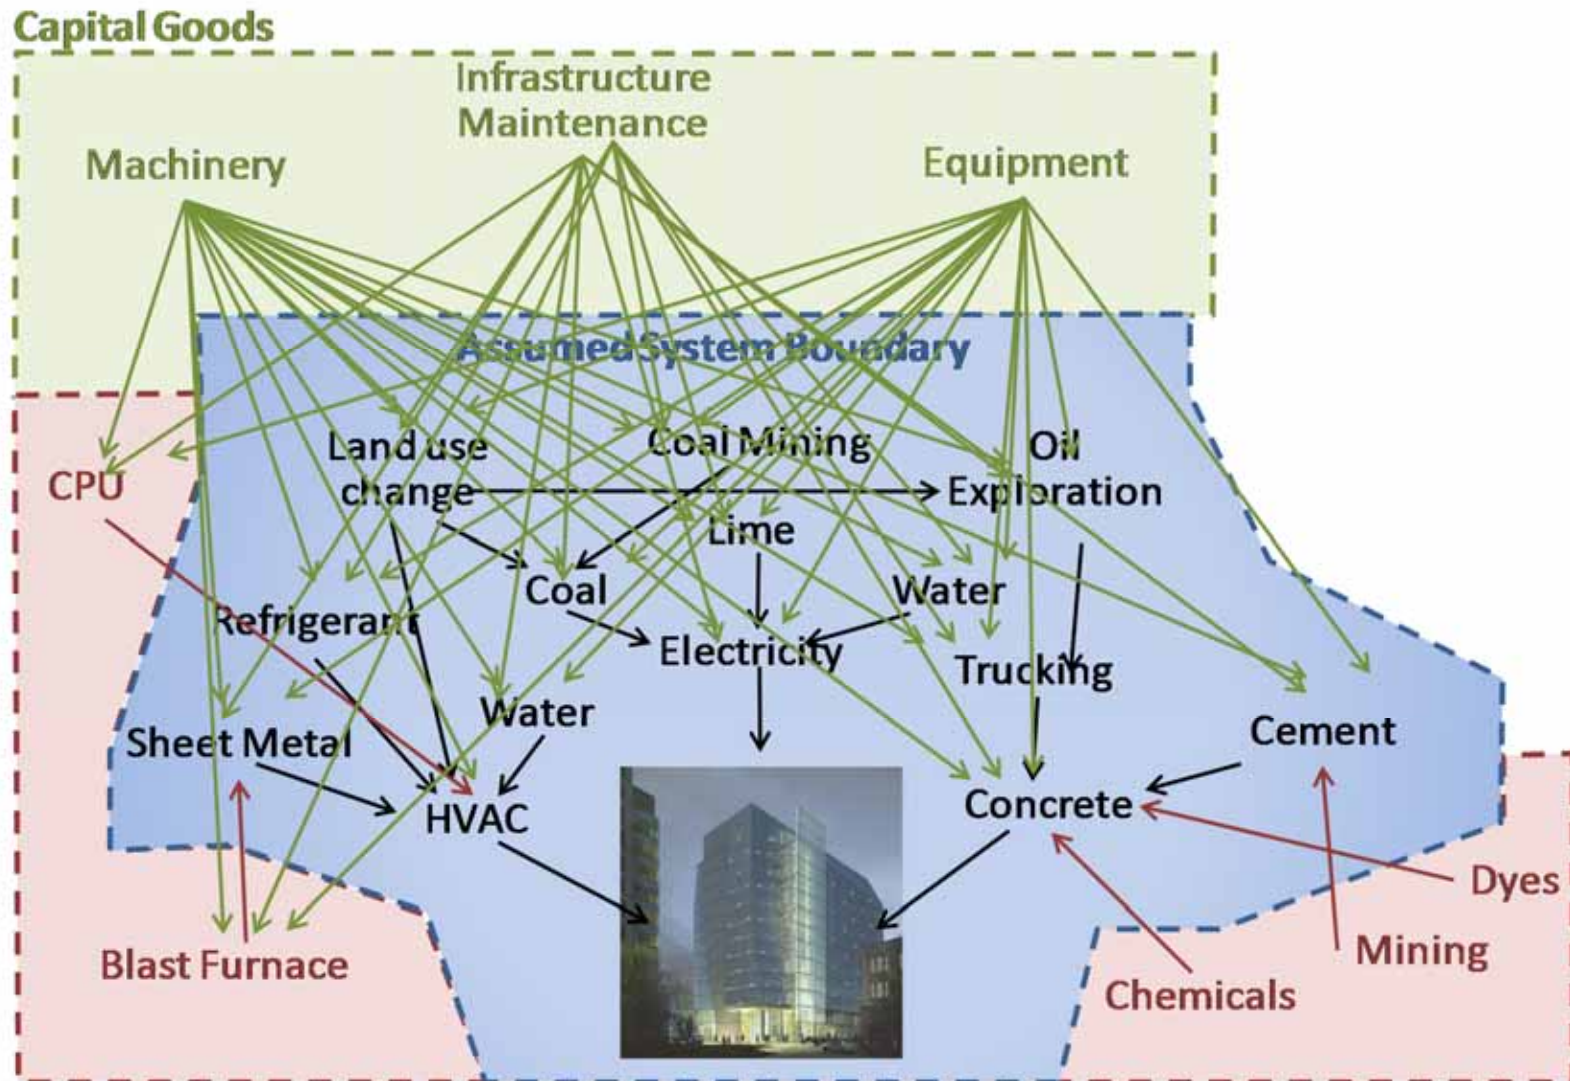 Capital Goods
Infrastructure
Maintenance
Machinery
Equipment
Assumed System Boundary
Land use
change
Coal Mining
Oil
Exploration
CPU
Lime
Coal
Water
Refrigerant
Electricity
Trucking
Water
Sheet Metal
Cement
HVAC
Concrete
Dyes
Blast Furnace
Mining
Chemicals